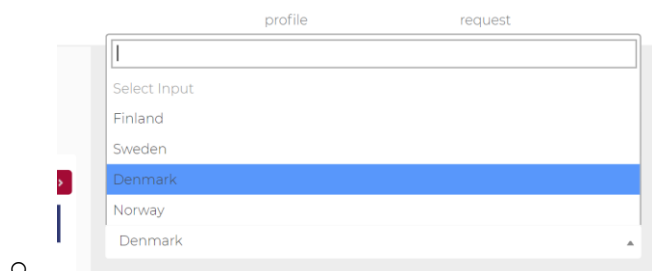 profile request
Select Input
Finland
Sweden
Denmark
Norway
Denmark